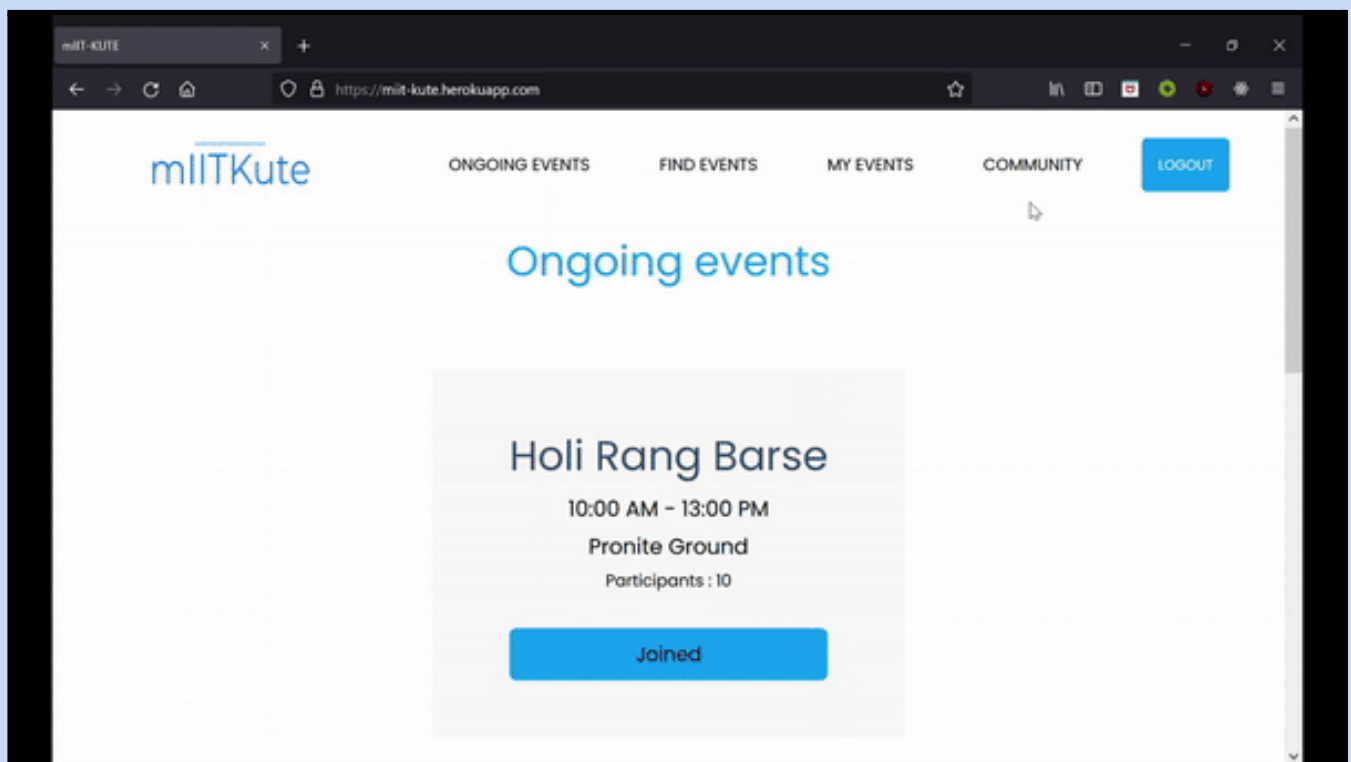 mIIT-KUTE
https://miit-kute.herokuapp.com
mIITKute
ONGOING EVENTS
FIND EVENTS
MY EVENTS
COMMUNITY
LOGOUT
Ongoing events
Holi Rang Barse
10:00 AM - 13:00 PM
Pronite Ground
Participants : 10
Joined